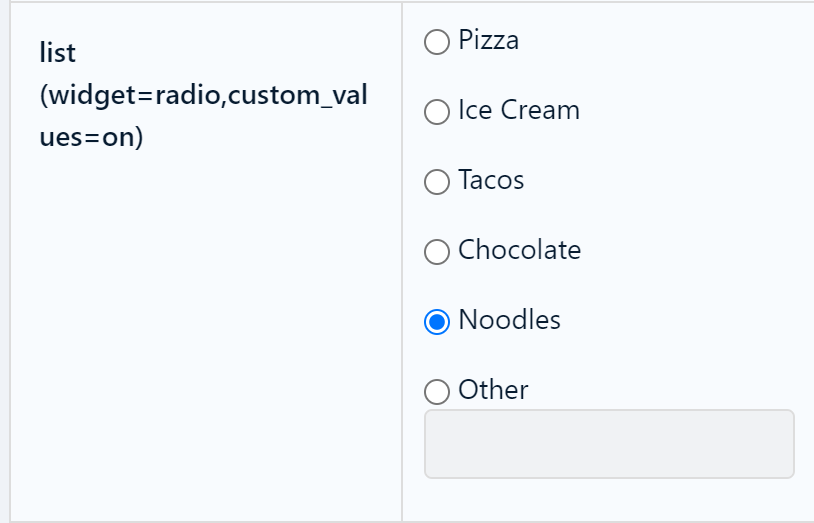 list
(widget=radio,custom_val
ues=on)
Pizza
Ice Cream
Tacos
Chocolate
Noodles
Other